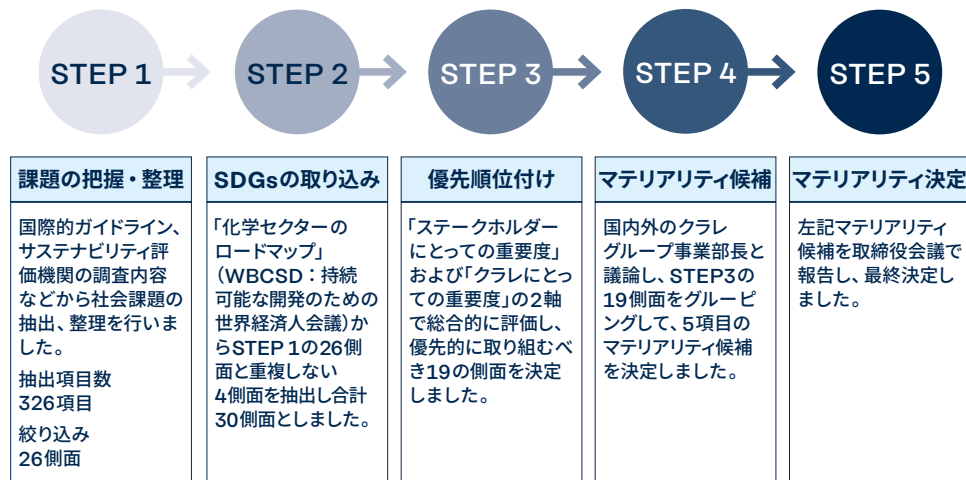 STEP 1
STEP 2
STEP 3
STEP 4
STEP 5
課題の把握・整理
国際的ガイドライン、
サステナビリティ評
価機関の調査内容
などから社会課題の
抽出、整理を行いま
した。
抽出項目数
326項目
絞り込み
26側面
SDGsの取り込み
「化学セクターの
ロードマップ」
（WBCSD：持続
可能な開発のための
世界経済人会議）か
らSTEP 1の26側
面と重複しない
4側面を抽出し合計
30側面としました。
優先順位付け
「ステークホルダー
にとっての重要度」
および「クラレにとっ
ての重要度」の2軸
で総合的に評価し、
優先的に取り組むべ
き19の側面を決定
しました。
マテリアリティ候補
国内外のクラレ
グループ事業部長と
議論し、STEP3の
19側面をグルーピ
ングして、5項目の
マテリアリティ候補
を決定しました。
マテリアリティ決定
左記マテリアリティ
候補を取締役会議で
報告し、最終決定し
ました。